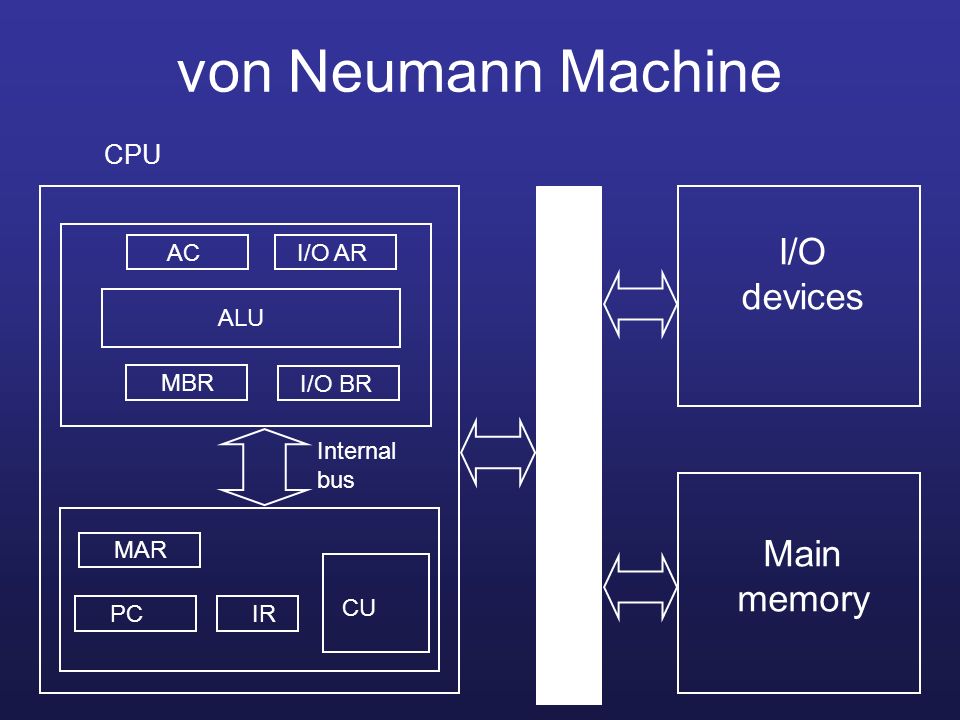 von Neumann Machine
CPU
AC
I/O AR
ALU
MBR
I/O BR
Internal
bus
MAR
PC
IR
CU
I/O
devices
Main
memory